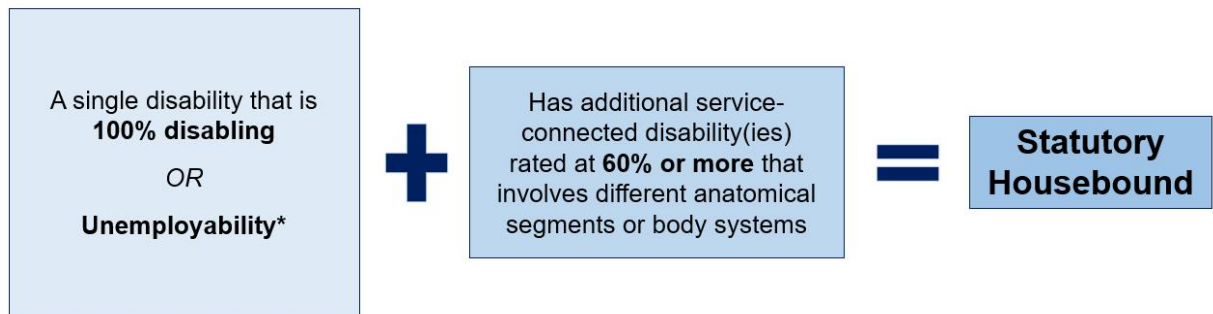 A single disability that is
100% disabling
OR
Unemployability*
Has additional service-
connected disability(ies)
rated at 60% or more that
involves different anatomical
segments or body systems
Statutory
Housebound